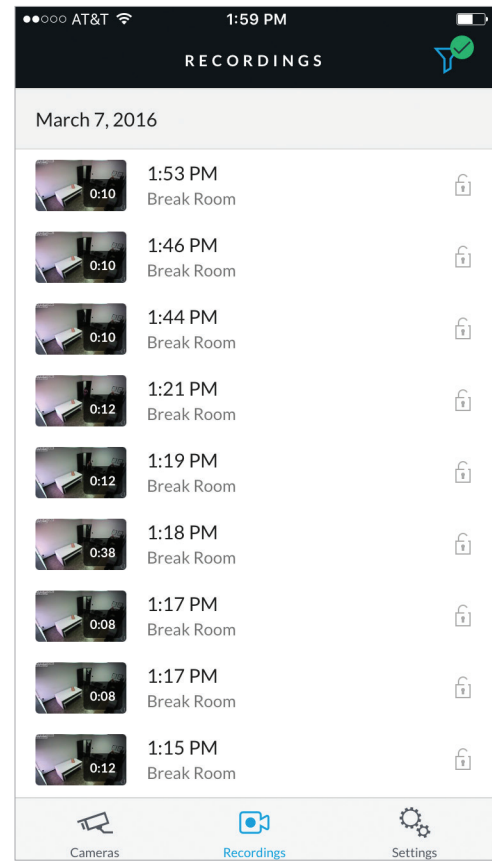 AT&T 1:59 PM
RECORDINGS
March 7, 2016
1:53 PM
0:10
Break Room
1:46 PM
0:10
Break Room
1:44 PM
0:10
Break Room
1:21 PM
0:12
Break Room
1:19 PM
0:12
Break Room
1:18 PM
0:38
Break Room
1:17 PM
0:08
Break Room
1:17 PM
0:08
Break Room
1:15 PM
0:12
Break Room
Cameras Recordings Settings